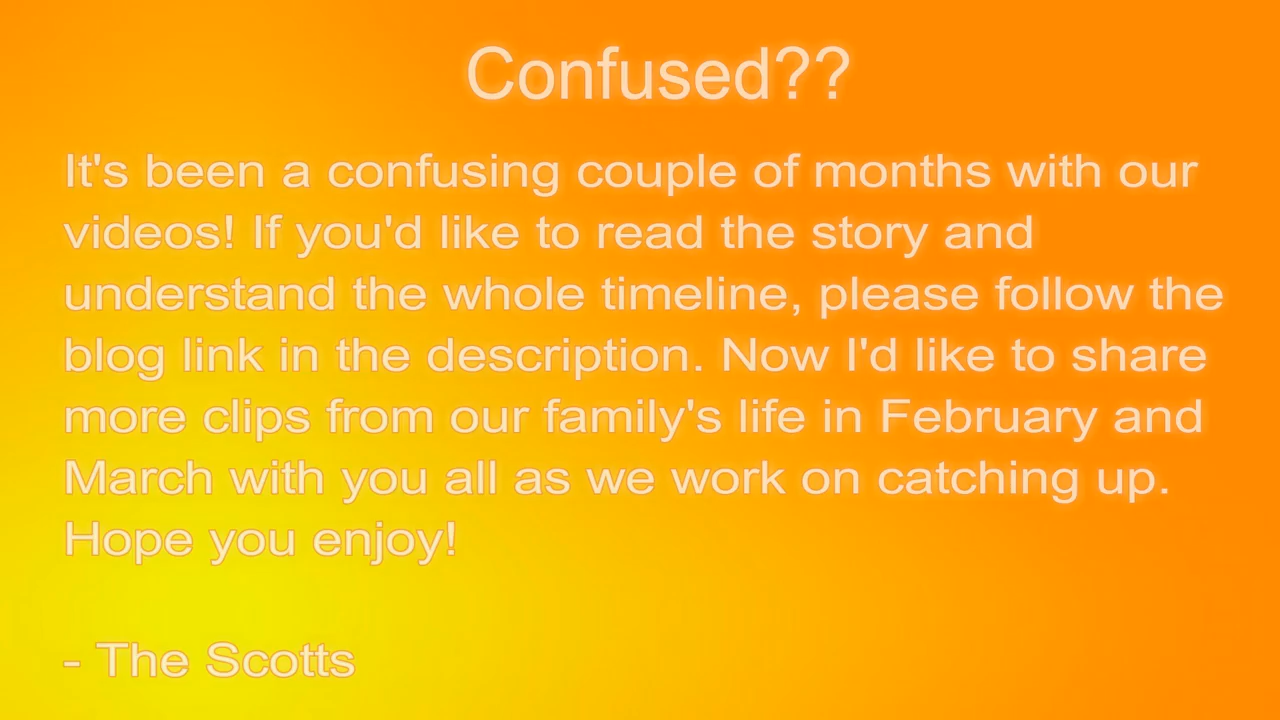 Confused??
It's been a confusing couple of months with our
videos! If you'd like to read the story and
understand the whole timeline, please follow the
blog link in the description. Now I'd like to share
more clips from our family's life in February and
March with you all as we work on catching up.
Hope you enjoy!
- The Scotts